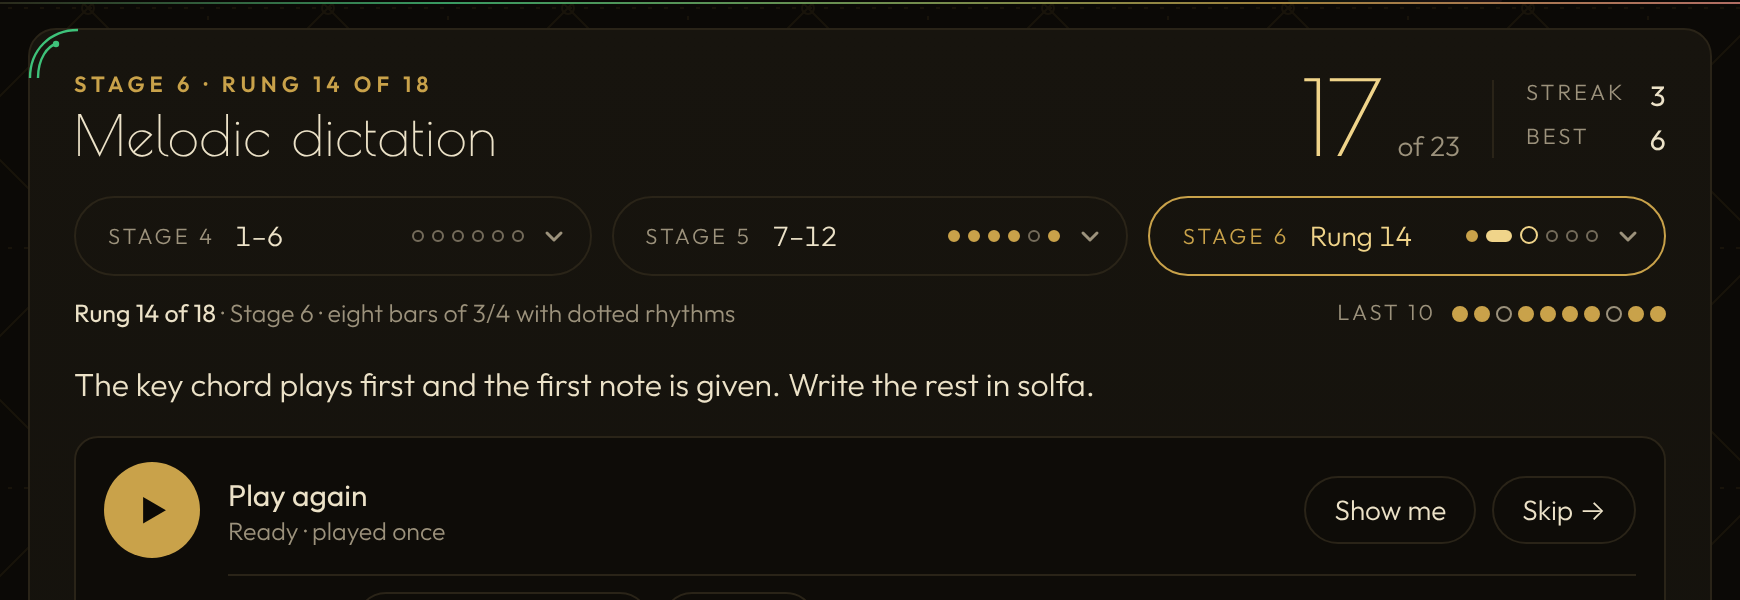 STAGE 6 · RUNG 14 OF 18
Melodic dictation
17 of 23
STREAK 3
BEST 6
STAGE 4 1–6
STAGE 5 7–12
STAGE 6 Rung 14
Rung 14 of 18 · Stage 6 · eight bars of 3/4 with dotted rhythms
LAST 10
The key chord plays first and the first note is given. Write the rest in solfa.
Play again
Ready · played once
Show me
Skip →